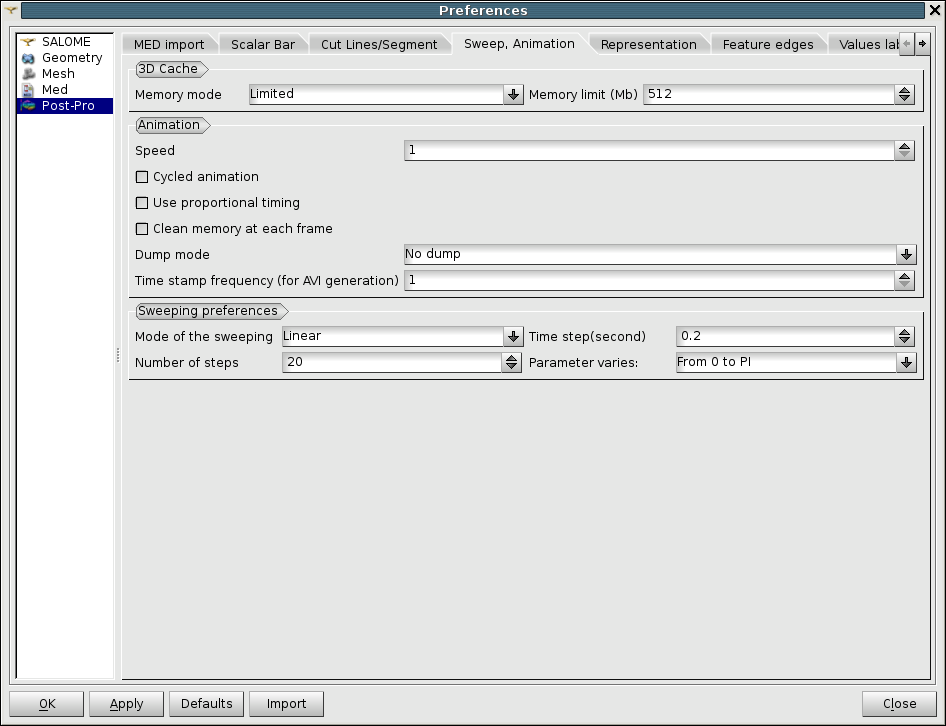 Preferences
SALOME
Geometry
Mesh
Med
Post-Pro
MED import Scalar Bar Cut Lines/Segment Sweep, Animation Representation Feature edges Values lab
3D Cache
Memory mode Limited Memory limit (Mb) 512
Animation
Speed 1
Cycled animation
Use proportional timing
Clean memory at each frame
Dump mode No dump
Time stamp frequency (for AVI generation) 1
Sweeping preferences
Mode of the sweeping Linear Time step(second) 0.2
Number of steps 20 Parameter varies: From 0 to PI
OK Apply Defaults Import Close